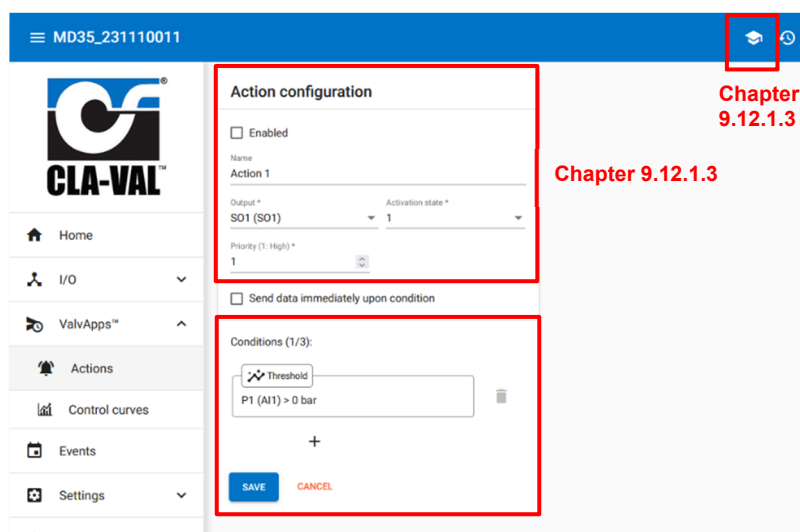 MD35_231110011
Chapter
9.12.1.3
®
CLA-VAL™
Home
I/O
ValvApps™
Actions
Control curves
Events
Settings
Action configuration
Enabled
Name
Action 1
Output * Activation state *
SO1 (SO1) 1
Priority (1: High) *
1
Chapter 9.12.1.3
Send data immediately upon condition
Conditions (1/3):
Threshold
P1 (AI1) > 0 bar
+
SAVE CANCEL